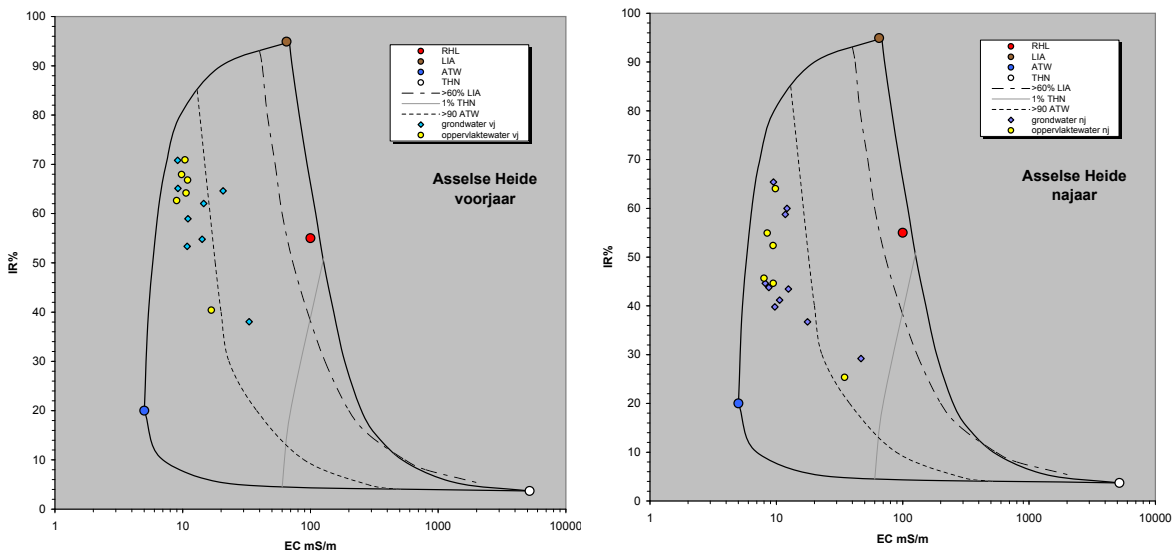 100
90
80
70
60
50
40
30
20
10
0
IR%
1
10
100
1000
10000
EC mS/m
RHL
LIA
ATW
THN
>60% LIA
1% THN
>90 ATW
grondwater vj
oppervlaktewater vj
Asselse Heide
voorjaar
100
90
80
70
60
50
40
30
20
10
0
IR%
1
10
100
1000
10000
EC mS/m
RHL
LIA
ATW
THN
>60% LIA
1% THN
>90 ATW
grondwater nj
oppervlaktewater nj
Asselse Heide
najaar